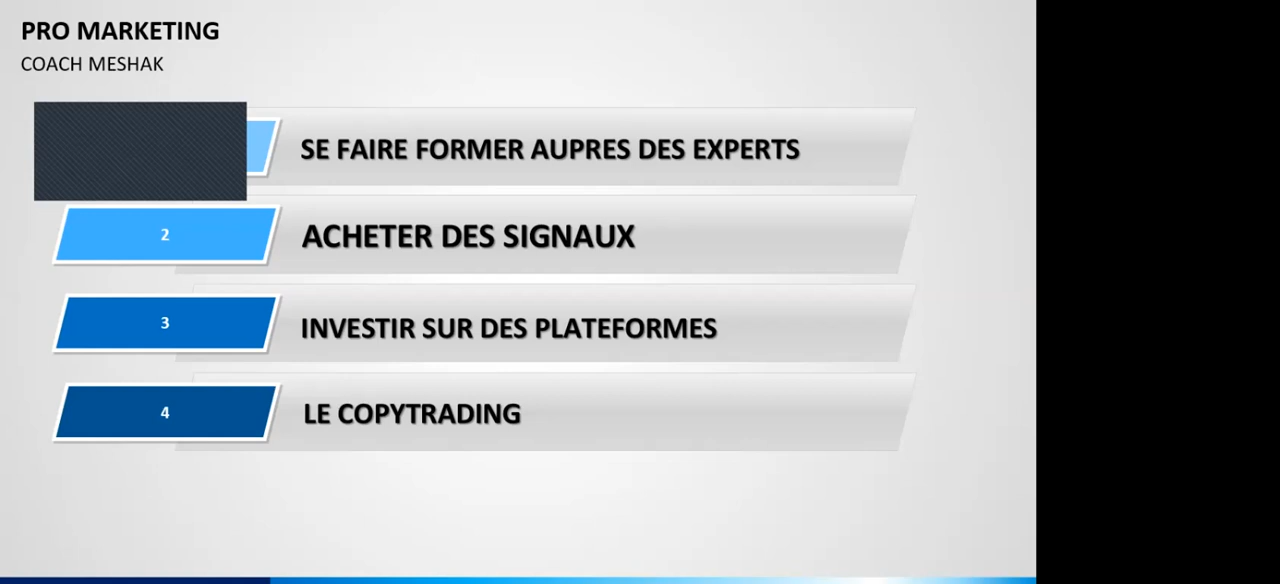 PRO MARKETING
COACH MESHAK
SE FAIRE FORMER AUPRES DES EXPERTS
2
ACHETER DES SIGNAUX
3
INVESTIR SUR DES PLATEFORMES
4
LE COPYTRADING